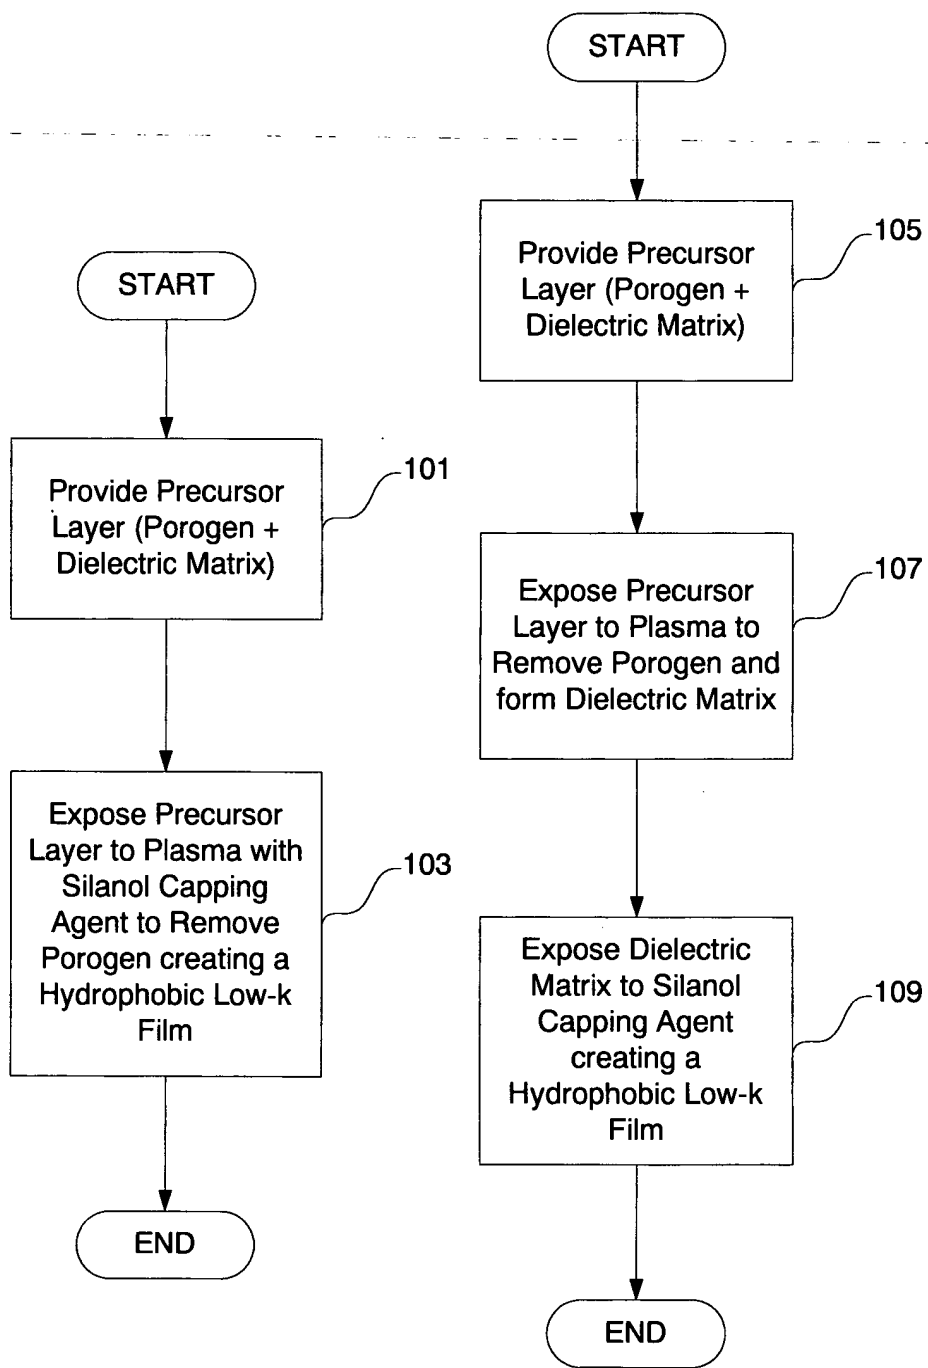 START
Provide Precursor
Layer (Porogen +
Dielectric Matrix)
101
Expose Precursor
Layer to Plasma with
Silanol Capping
Agent to Remove
Porogen creating a
Hydrophobic Low-k
Film
103
END
START
Provide Precursor
Layer (Porogen +
Dielectric Matrix)
105
Expose Precursor
Layer to Plasma to
Remove Porogen and
form Dielectric Matrix
107
Expose Dielectric
Matrix to Silanol
Capping Agent
creating a
Hydrophobic Low-k
Film
109
END